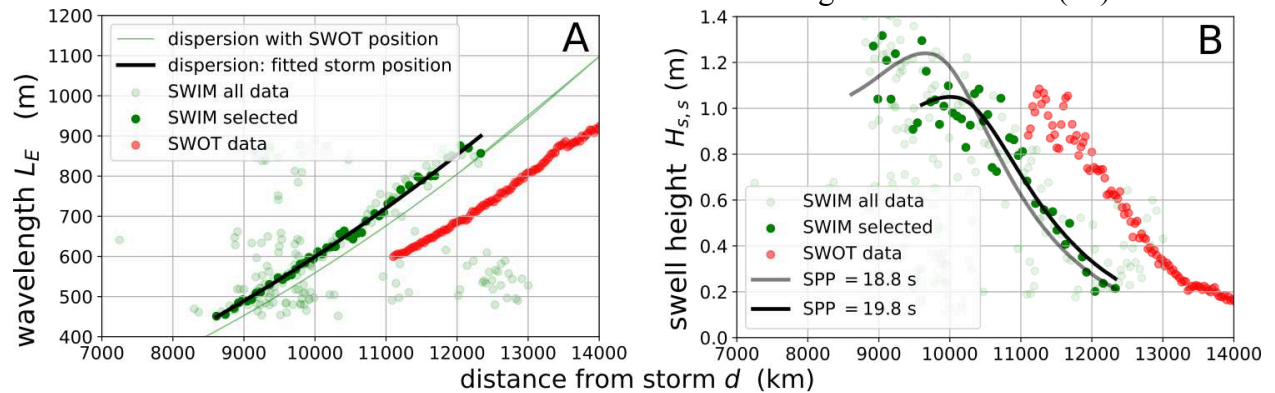 A
wavelength L_E (m)
1200
1100
1000
900
800
700
600
500
400
dispersion with SWOT position
dispersion: fitted storm position
SWIM all data
SWIM selected
SWOT data
7000 8000 9000 10000 11000 12000 13000 14000
B
swell height H_{s,s} (m)
1.4
1.2
1.0
0.8
0.6
0.4
0.2
0.0
SWIM all data
SWIM selected
SWOT data
SPP = 18.8 s
SPP = 19.8 s
7000 8000 9000 10000 11000 12000 13000 14000
distance from storm d (km)